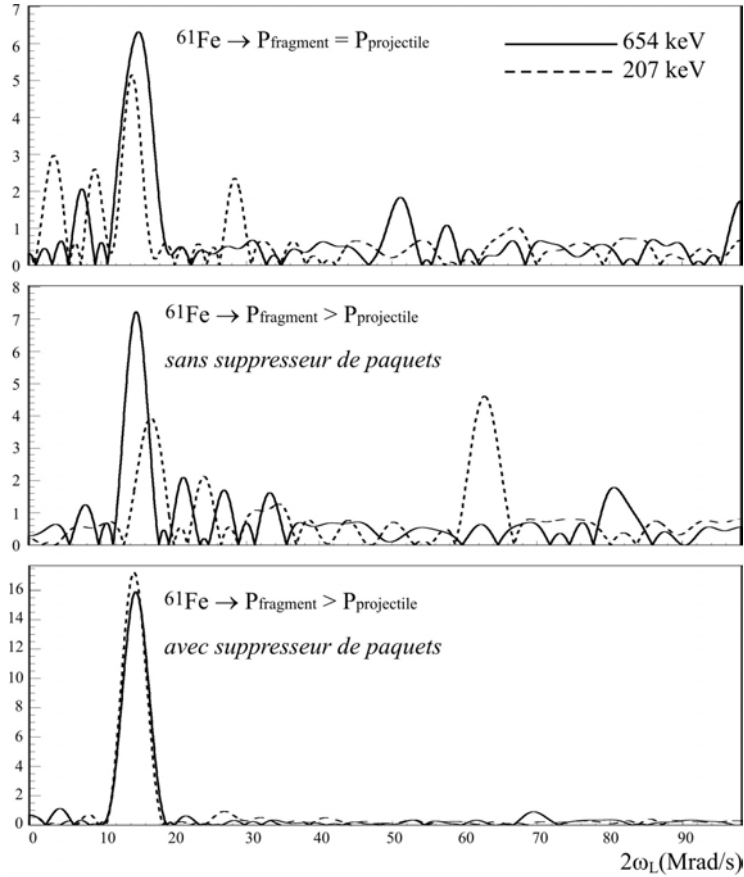 7
6
5
4
3
2
1
0
61Fe → Pfragment = Pprojectile
654 keV
207 keV
8
7
6
5
4
3
2
1
0
61Fe → Pfragment > Pprojectile
sans suppresseur de paquets
16
14
12
10
8
6
4
2
0
61Fe → Pfragment > Pprojectile
avec suppresseur de paquets
0 10 20 30 40 50 60 70 80 90
2ωL(Mrad/s)